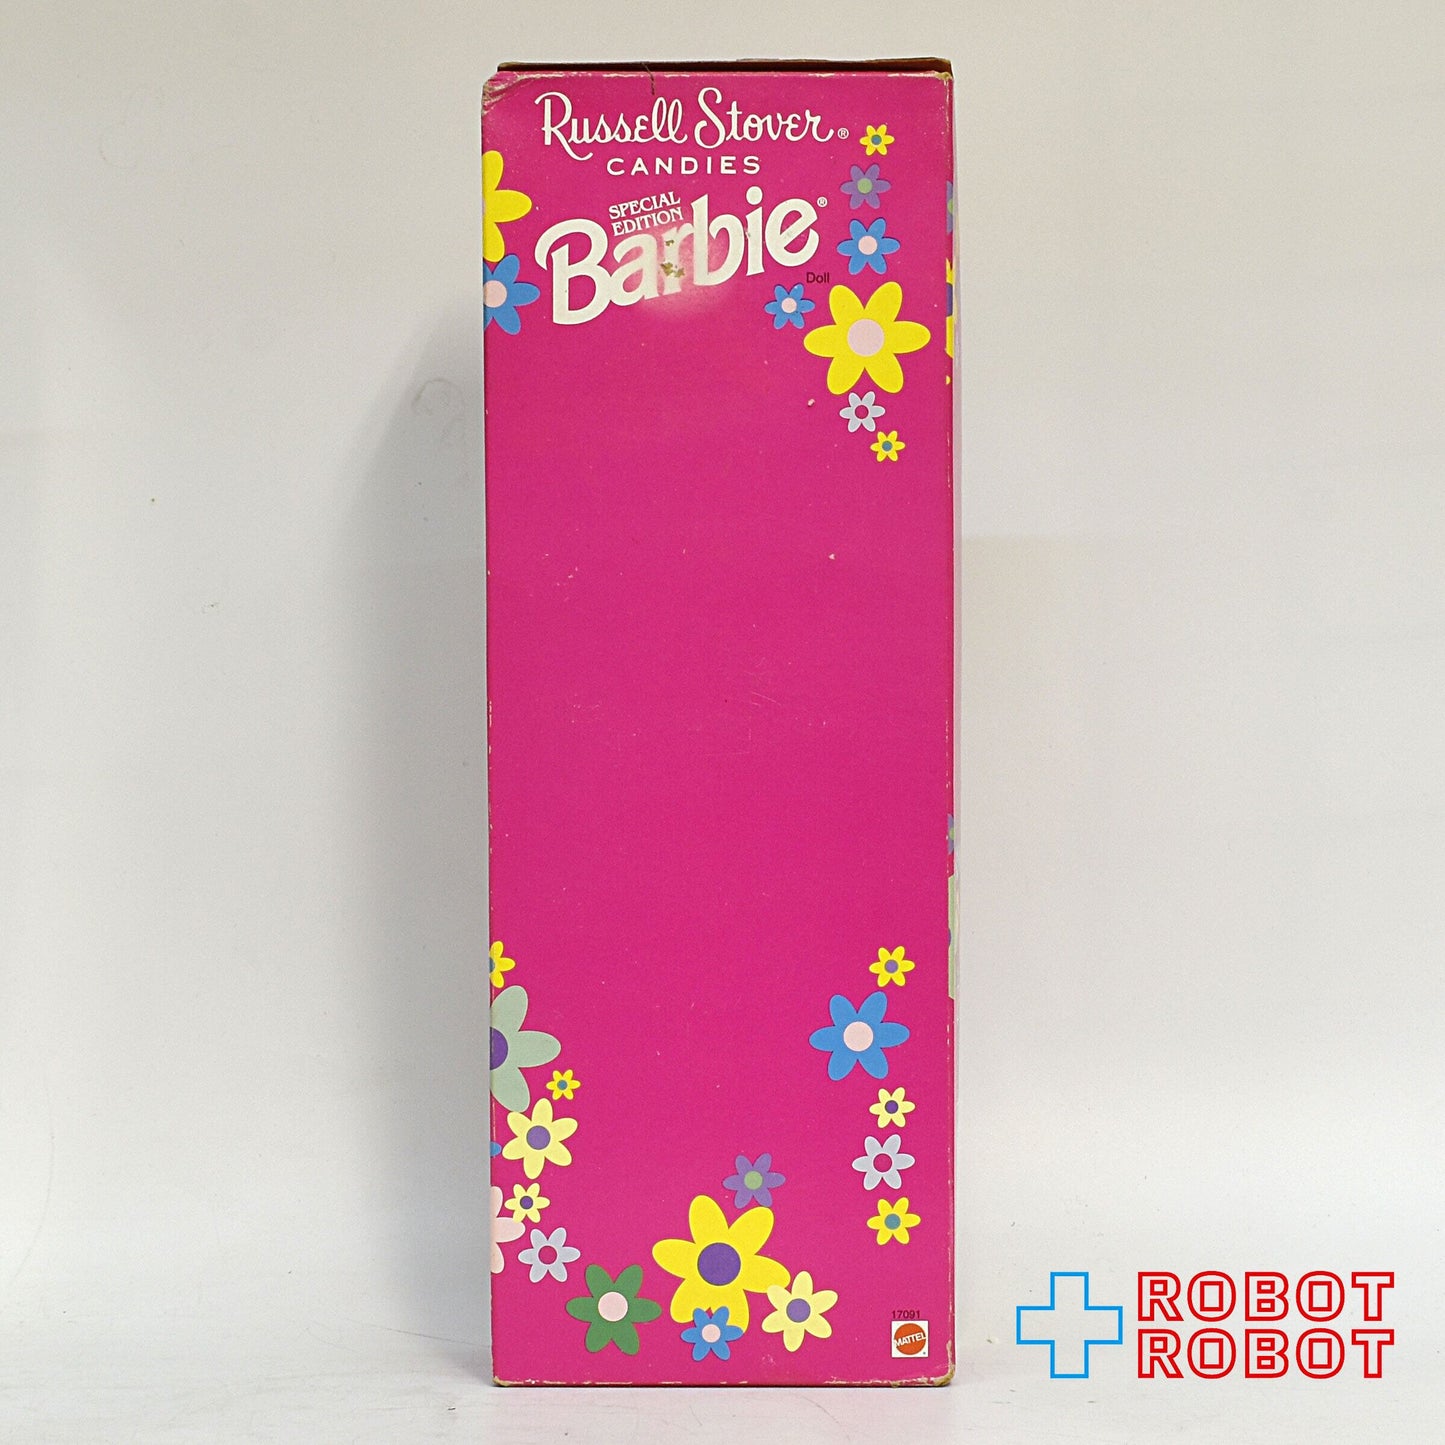 Russell Stover®
CANDIES
SPECIAL
EDITION
Barbie®
Doll
17091
MATTEL
ROBOT
ROBOT